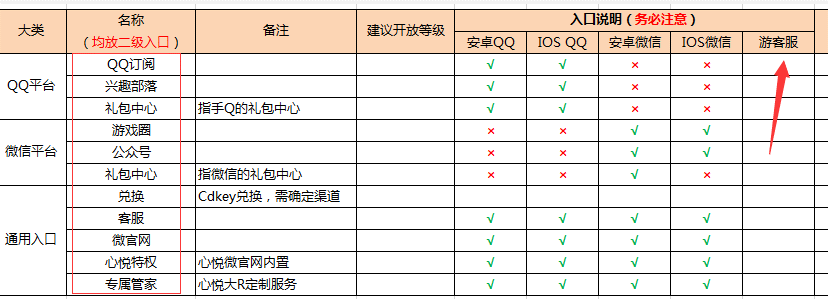 大类 名称 备注 建议开放等级 入口说明（务必注意）
（均放二级入口） 安卓QQ IOS QQ 安卓微信 IOS微信 游客服
QQ平台 QQ订阅 √ √ × ×
兴趣部落 √ √ × ×
礼包中心 指手Q的礼包中心 √ √ × ×
微信平台 游戏圈 × × √ √
公众号 × × √ √
礼包中心 指微信的礼包中心 × × √ ×
通用入口 兑换 Cdkey兑换，需确定渠道
客服 √ √ √ √
微官网 √ √ √ √
心悦特权 心悦微官网内置 √ √ √ √
专属管家 心悦大R定制服务 √ √ √ √